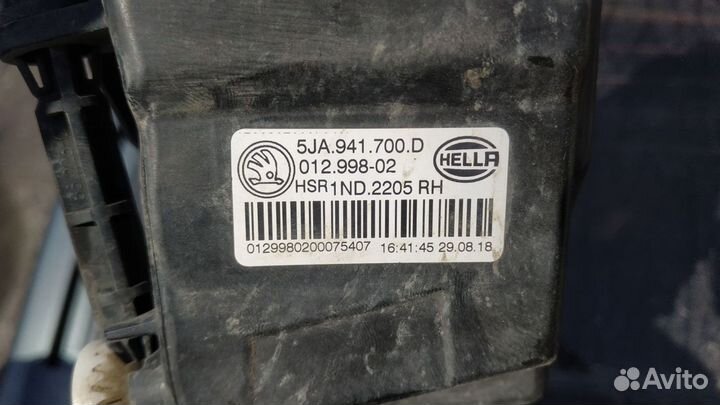 5JA.941.700.D
012.998-02
HSR1ND.2205 RH
HELLA
0129980200075407 16:41:45 29.08.18
Avito